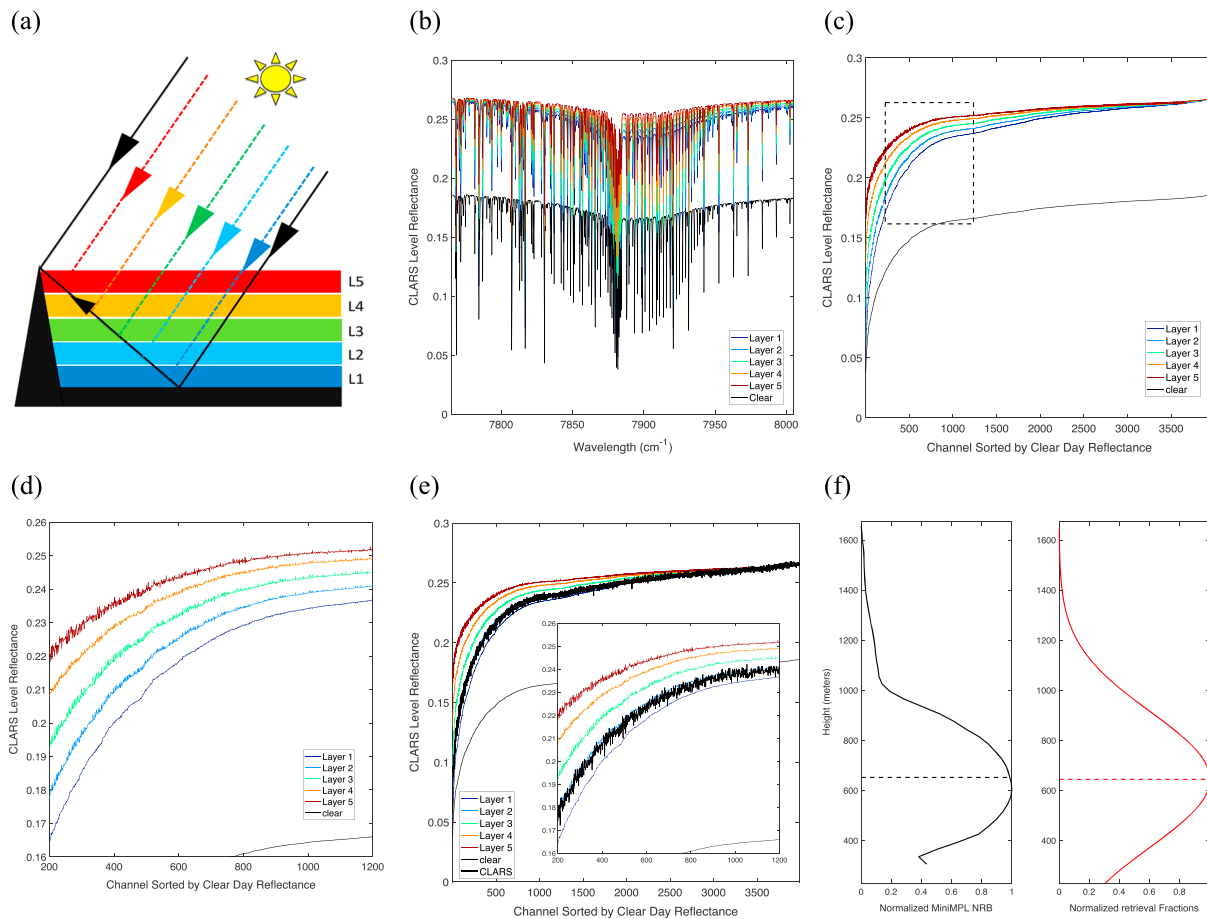 (a)
L5
L4
L3
L2
L1
(b)
0.3
0.25
0.2
0.15
0.1
0.05
0
CLARS Level Reflectance
7800
7850
7900
7950
8000
Wavelength (cm-1)
Layer 1
Layer 2
Layer 3
Layer 4
Layer 5
Clear
(c)
0.3
0.25
0.2
0.15
0.1
0.05
0
CLARS Level Reflectance
500
1000
1500
2000
2500
3000
3500
Channel Sorted by Clear Day Reflectance
Layer 1
Layer 2
Layer 3
Layer 4
Layer 5
clear
(d)
0.26
0.25
0.24
0.23
0.22
0.21
0.2
0.19
0.18
0.17
0.16
CLARS Level Reflectance
200
400
600
800
1000
1200
Channel Sorted by Clear Day Reflectance
Layer 1
Layer 2
Layer 3
Layer 4
Layer 5
clear
(e)
0.3
0.25
0.2
0.15
0.1
0.05
0
CLARS Level Reflectance
500
1000
1500
2000
2500
3000
3500
Channel Sorted by Clear Day Reflectance
Layer 1
Layer 2
Layer 3
Layer 4
Layer 5
clear
CLARS
0.26
0.25
0.24
0.23
0.22
0.21
0.2
0.19
0.18
0.17
0.16
200
400
600
800
1000
1200
(f)
1600
1400
1200
1000
800
600
400
Height (meters)
0
0.2
0.4
0.6
0.8
1
Normalized MiniMPL NRB
1600
1400
1200
1000
800
600
400
0
0.2
0.4
0.6
0.8
Normalized retrieval Fractions